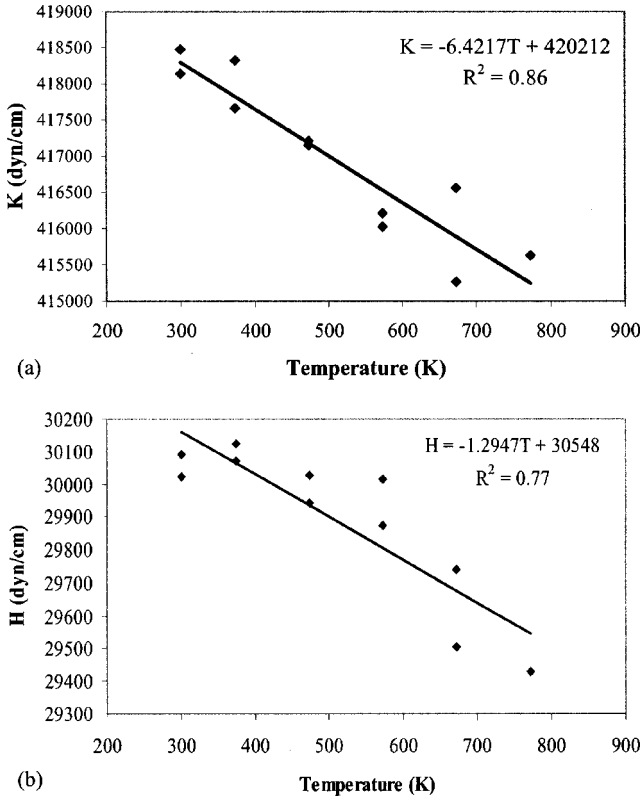 419000
418500
418000
417500
417000
416500
416000
415500
415000
K (dyn/cm)
K = -6.4217T + 420212
R² = 0.86
200 300 400 500 600 700 800 900
Temperature (K)
(a)
30200
30100
30000
29900
29800
29700
29600
29500
29400
29300
H (dyn/cm)
H = -1.2947T + 30548
R² = 0.77
200 300 400 500 600 700 800 900
Temperature (K)
(b)